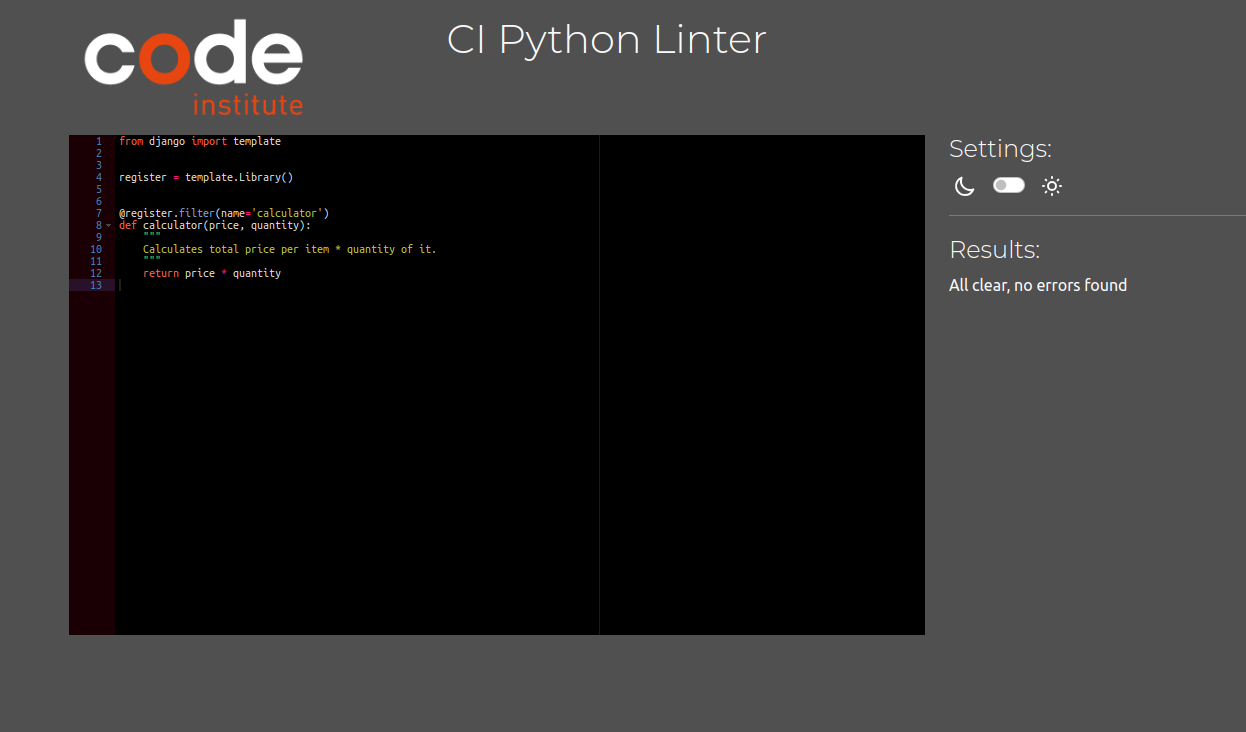 code
institute
CI Python Linter
1 from django import template
2
3
4 register = template.Library()
5
6
7 @register.filter(name='calculator')
8 def calculator(price, quantity):
9     """
10     Calculates total price per item * quantity of it.
11     """
12     return price * quantity
13
Settings:
Results:
All clear, no errors found